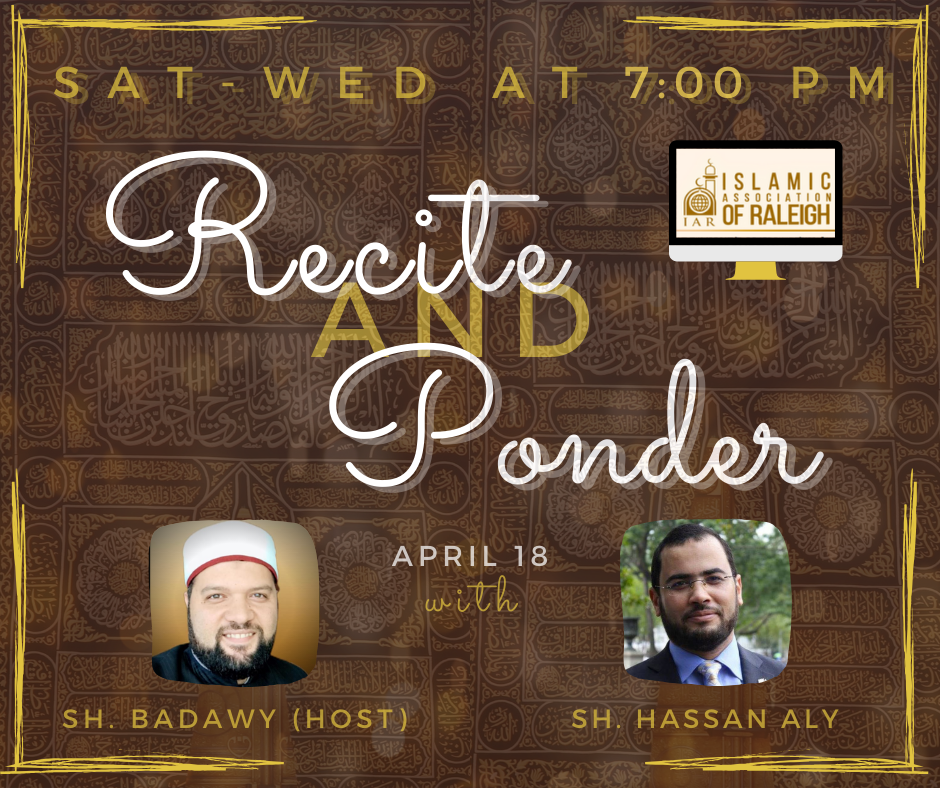 SAT-WED AT 7:00 PM
Recite
AND
Ponder
ISLAMIC
ASSOCIATION
OF RALEIGH
IAR
APRIL 18
with
SH. BADAWY (HOST)
SH. HASSAN ALY